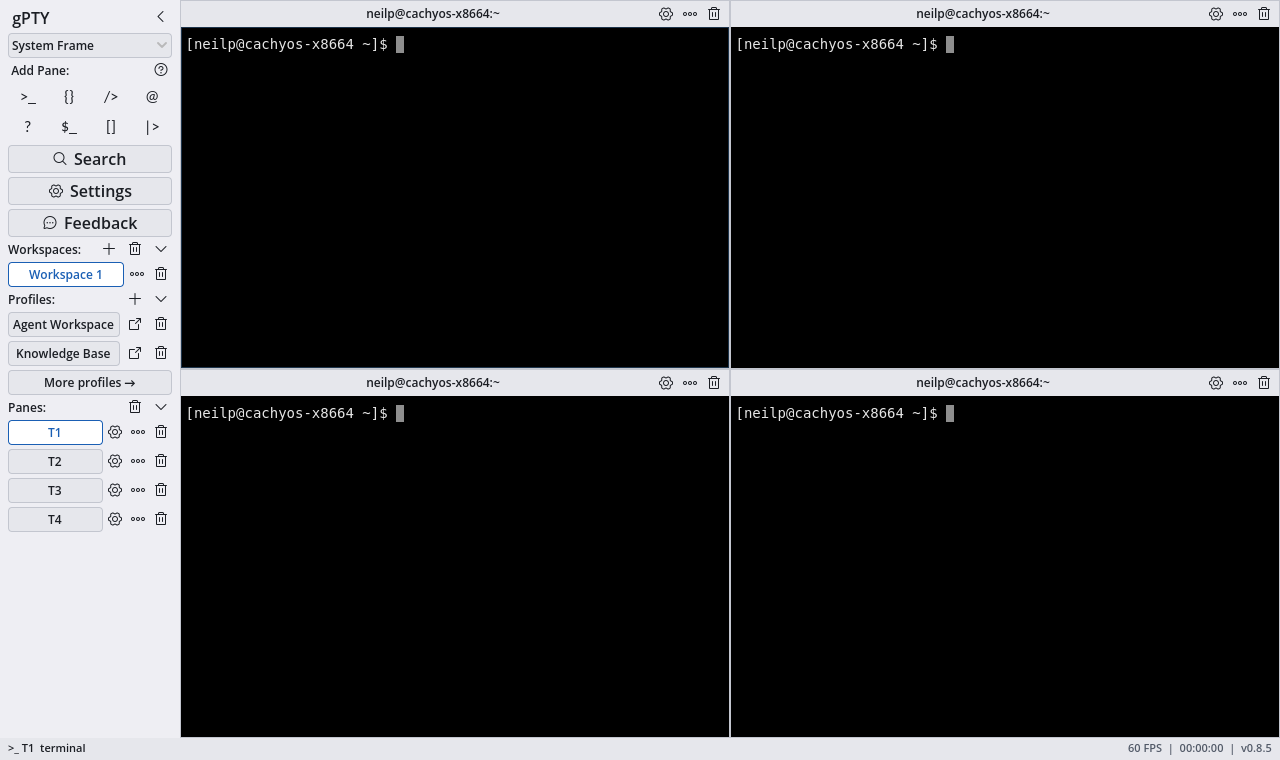 gPTY
System Frame
Add Pane:
>_ {} /> @
? $_ [] |>
Search
Settings
Feedback
Workspaces:
Workspace 1
Profiles:
Agent Workspace
Knowledge Base
More profiles →
Panes:
T1
T2
T3
T4
neilp@cachyos-x8664:~
[neilp@cachyos-x8664 ~]$
neilp@cachyos-x8664:~
[neilp@cachyos-x8664 ~]$
neilp@cachyos-x8664:~
[neilp@cachyos-x8664 ~]$
neilp@cachyos-x8664:~
[neilp@cachyos-x8664 ~]$
>_ T1 terminal
60 FPS | 00:00:00 | v0.8.5